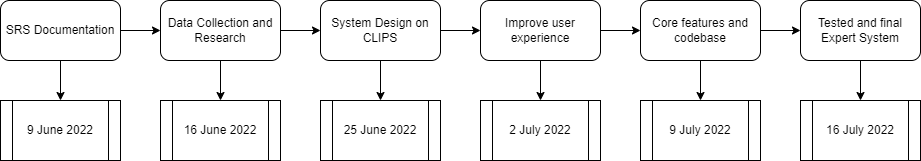 SRS Documentation
Data Collection and
Research
System Design on
CLIPS
Improve user
experience
Core features and
codebase
Tested and final
Expert System
9 June 2022
16 June 2022
25 June 2022
2 July 2022
9 July 2022
16 July 2022